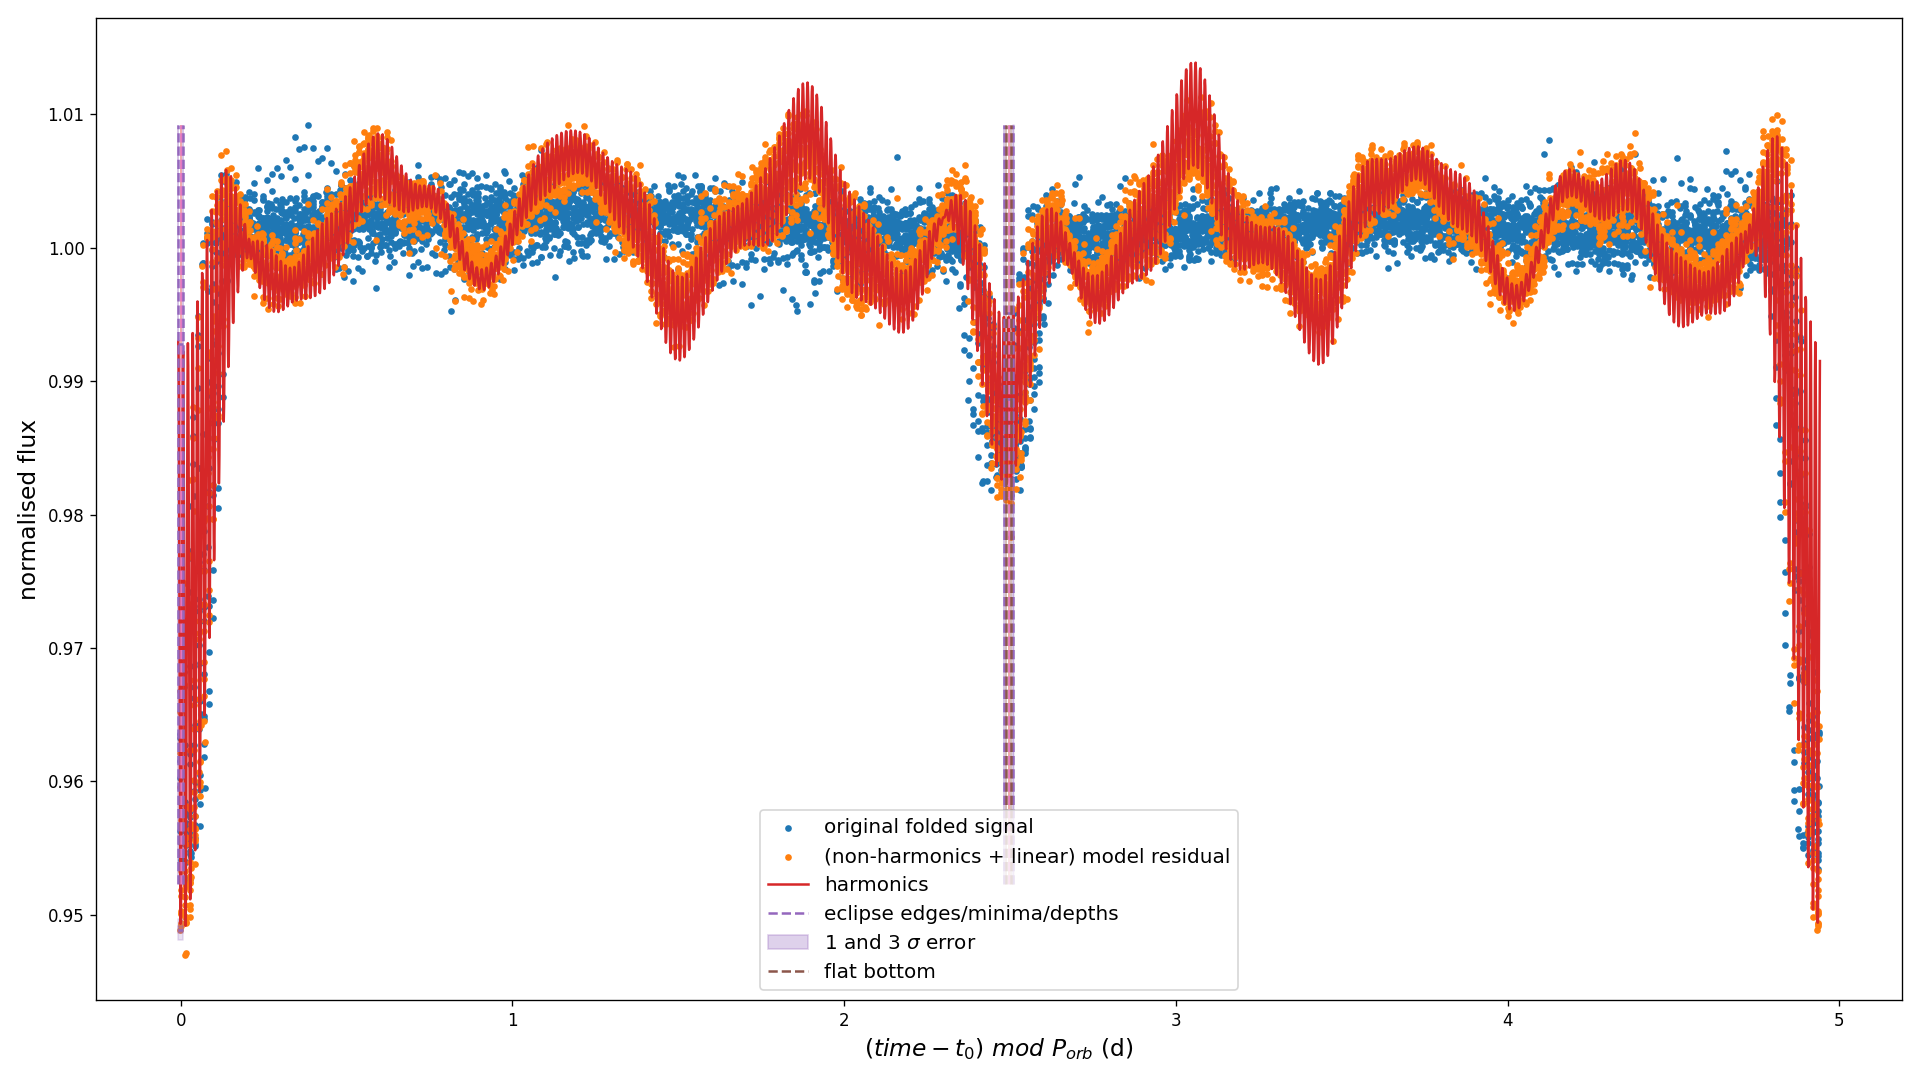 normalised flux
1.01
1.00
0.99
0.98
0.97
0.96
0.95
original folded signal
(non-harmonics + linear) model residual
harmonics
eclipse edges/minima/depths
1 and 3 σ error
flat bottom
0 1 2 3 4 5
(time − t₀) mod P_orb (d)